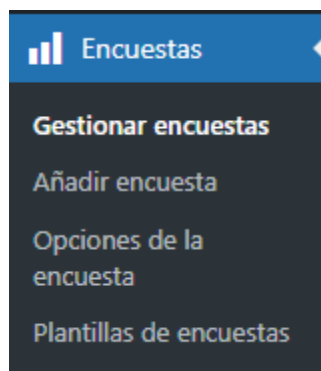 Encuestas
Gestionar encuestas
Añadir encuesta
Opciones de la
encuesta
Plantillas de encuestas